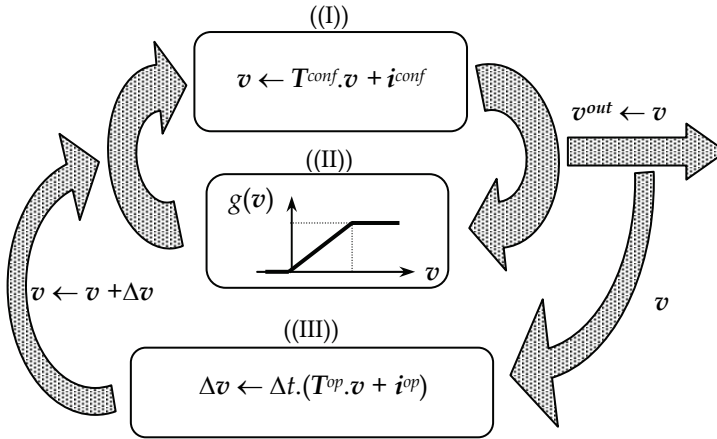 ((I))
v ← T^conf.v + i^conf
v^out ← v
((II))
g(v)
v
v ← v +Δv
v
((III))
Δv ← Δt.(T^op.v + i^op)